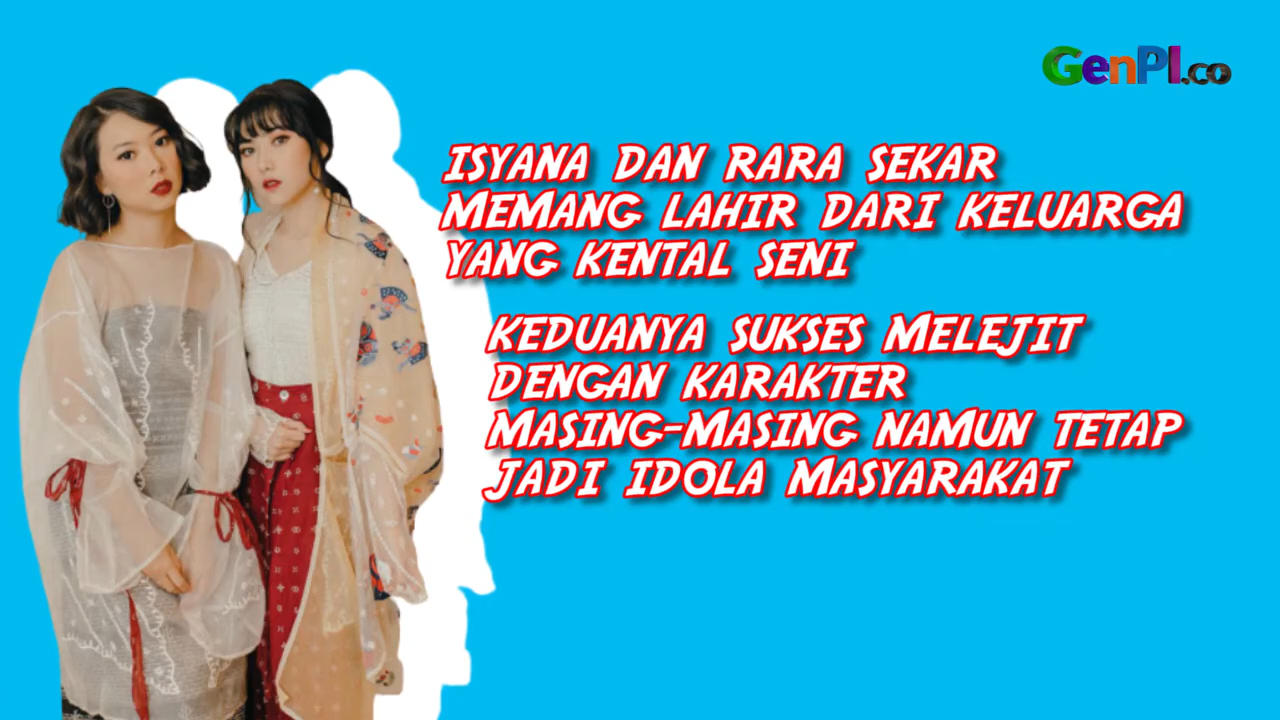 GenPI.co
ISYANA DAN RARA SEKAR
MEMANG LAHIR DARI KELUARGA
YANG KENTAL SENI
KEDUANYA SUKSES MELEJIT
DENGAN KARAKTER
MASING-MASING NAMUN TETAP
JADI IDOLA MASYARAKAT